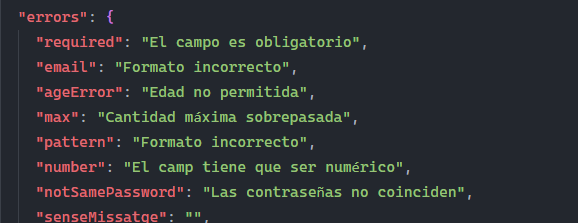 "errors": {
"required": "El campo es obligatorio",
"email": "Formato incorrecto",
"ageError": "Edad no permitida",
"max": "Cantidad máxima sobrepasada",
"pattern": "Formato incorrecto",
"number": "El camp tiene que ser numérico",
"notSamePassword": "Las contraseñas no coinciden",
"senseMissatge": "",